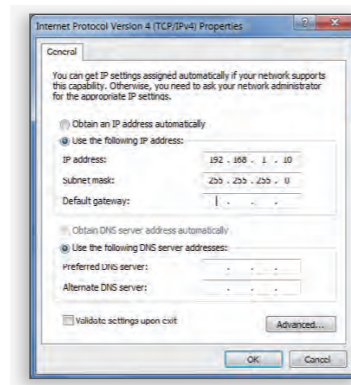 Internet Protocol Version 4 (TCP/IPv4) Properties
General
You can get IP settings assigned automatically if your network supports
this capability. Otherwise, you need to ask your network administrator
for the appropriate IP settings.
Obtain an IP address automatically
Use the following IP address:
IP address: 192 . 168 . 1 . 10
Subnet mask: 255 . 255 . 255 . 0
Default gateway: . . .
Obtain DNS server address automatically
Use the following DNS server addresses:
Preferred DNS server: . . .
Alternate DNS server: . . .
Validate settings upon exit
Advanced...
OK Cancel